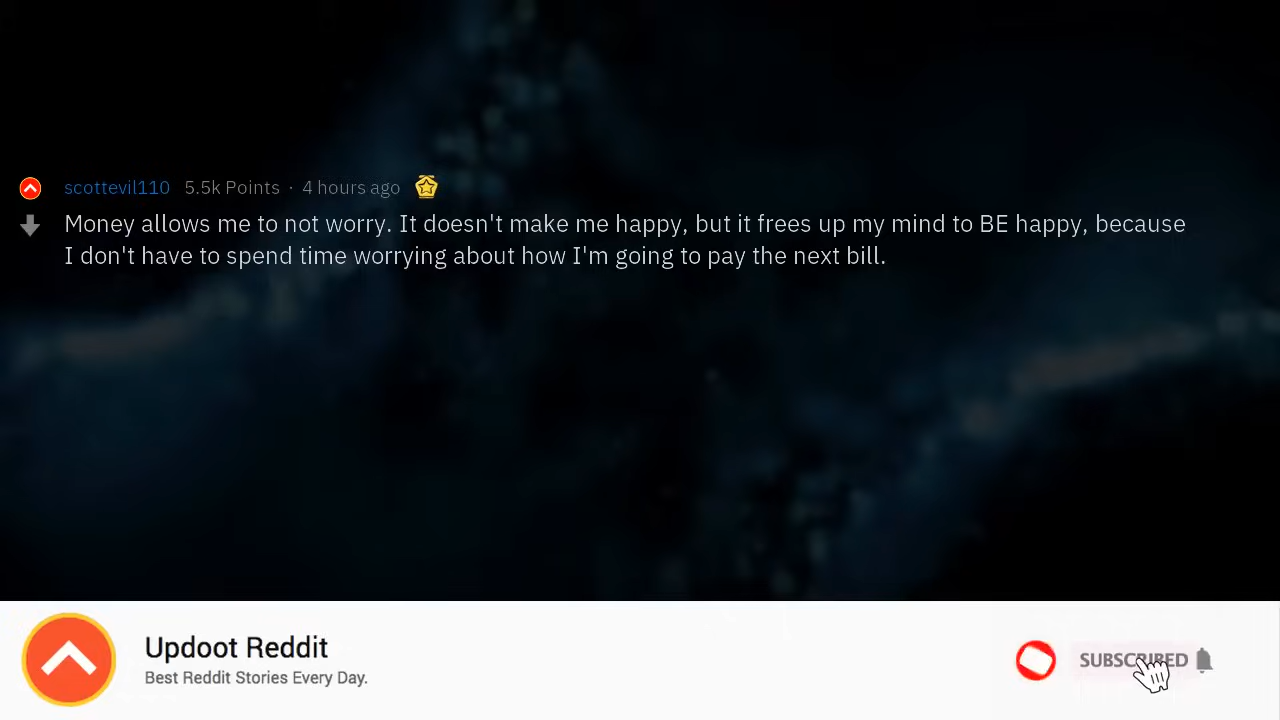 scottevil110 5.5k Points · 4 hours ago
Money allows me to not worry. It doesn't make me happy, but it frees up my mind to BE happy, because
I don't have to spend time worrying about how I'm going to pay the next bill.
Updoot Reddit
Best Reddit Stories Every Day.
SUBSCRIBED